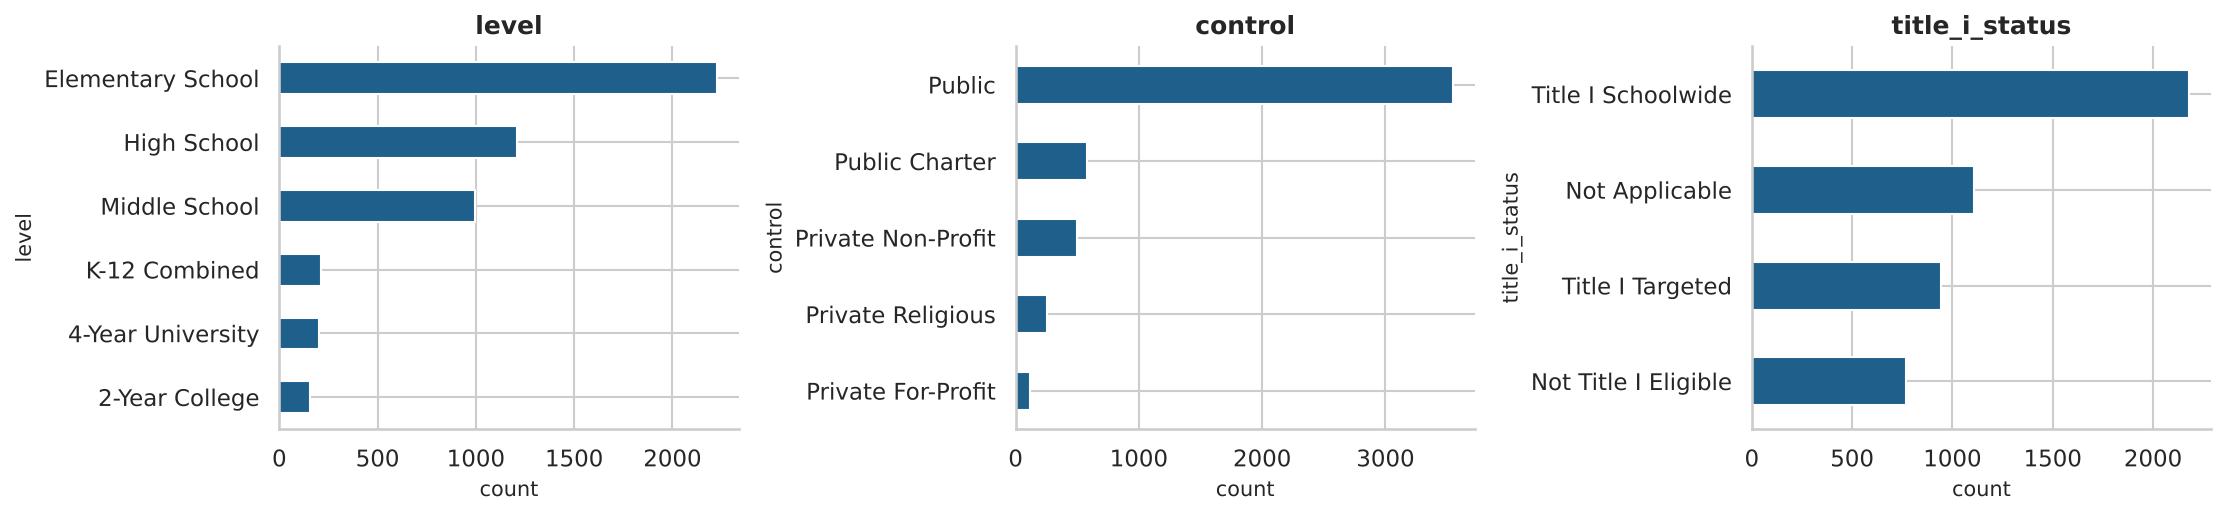 level
level
Elementary School
High School
Middle School
K-12 Combined
4-Year University
2-Year College
0 500 1000 1500 2000
count
control
control
Public
Public Charter
Private Non-Profit
Private Religious
Private For-Profit
0 1000 2000 3000
count
title_i_status
title_i_status
Title I Schoolwide
Not Applicable
Title I Targeted
Not Title I Eligible
0 500 1000 1500 2000
count